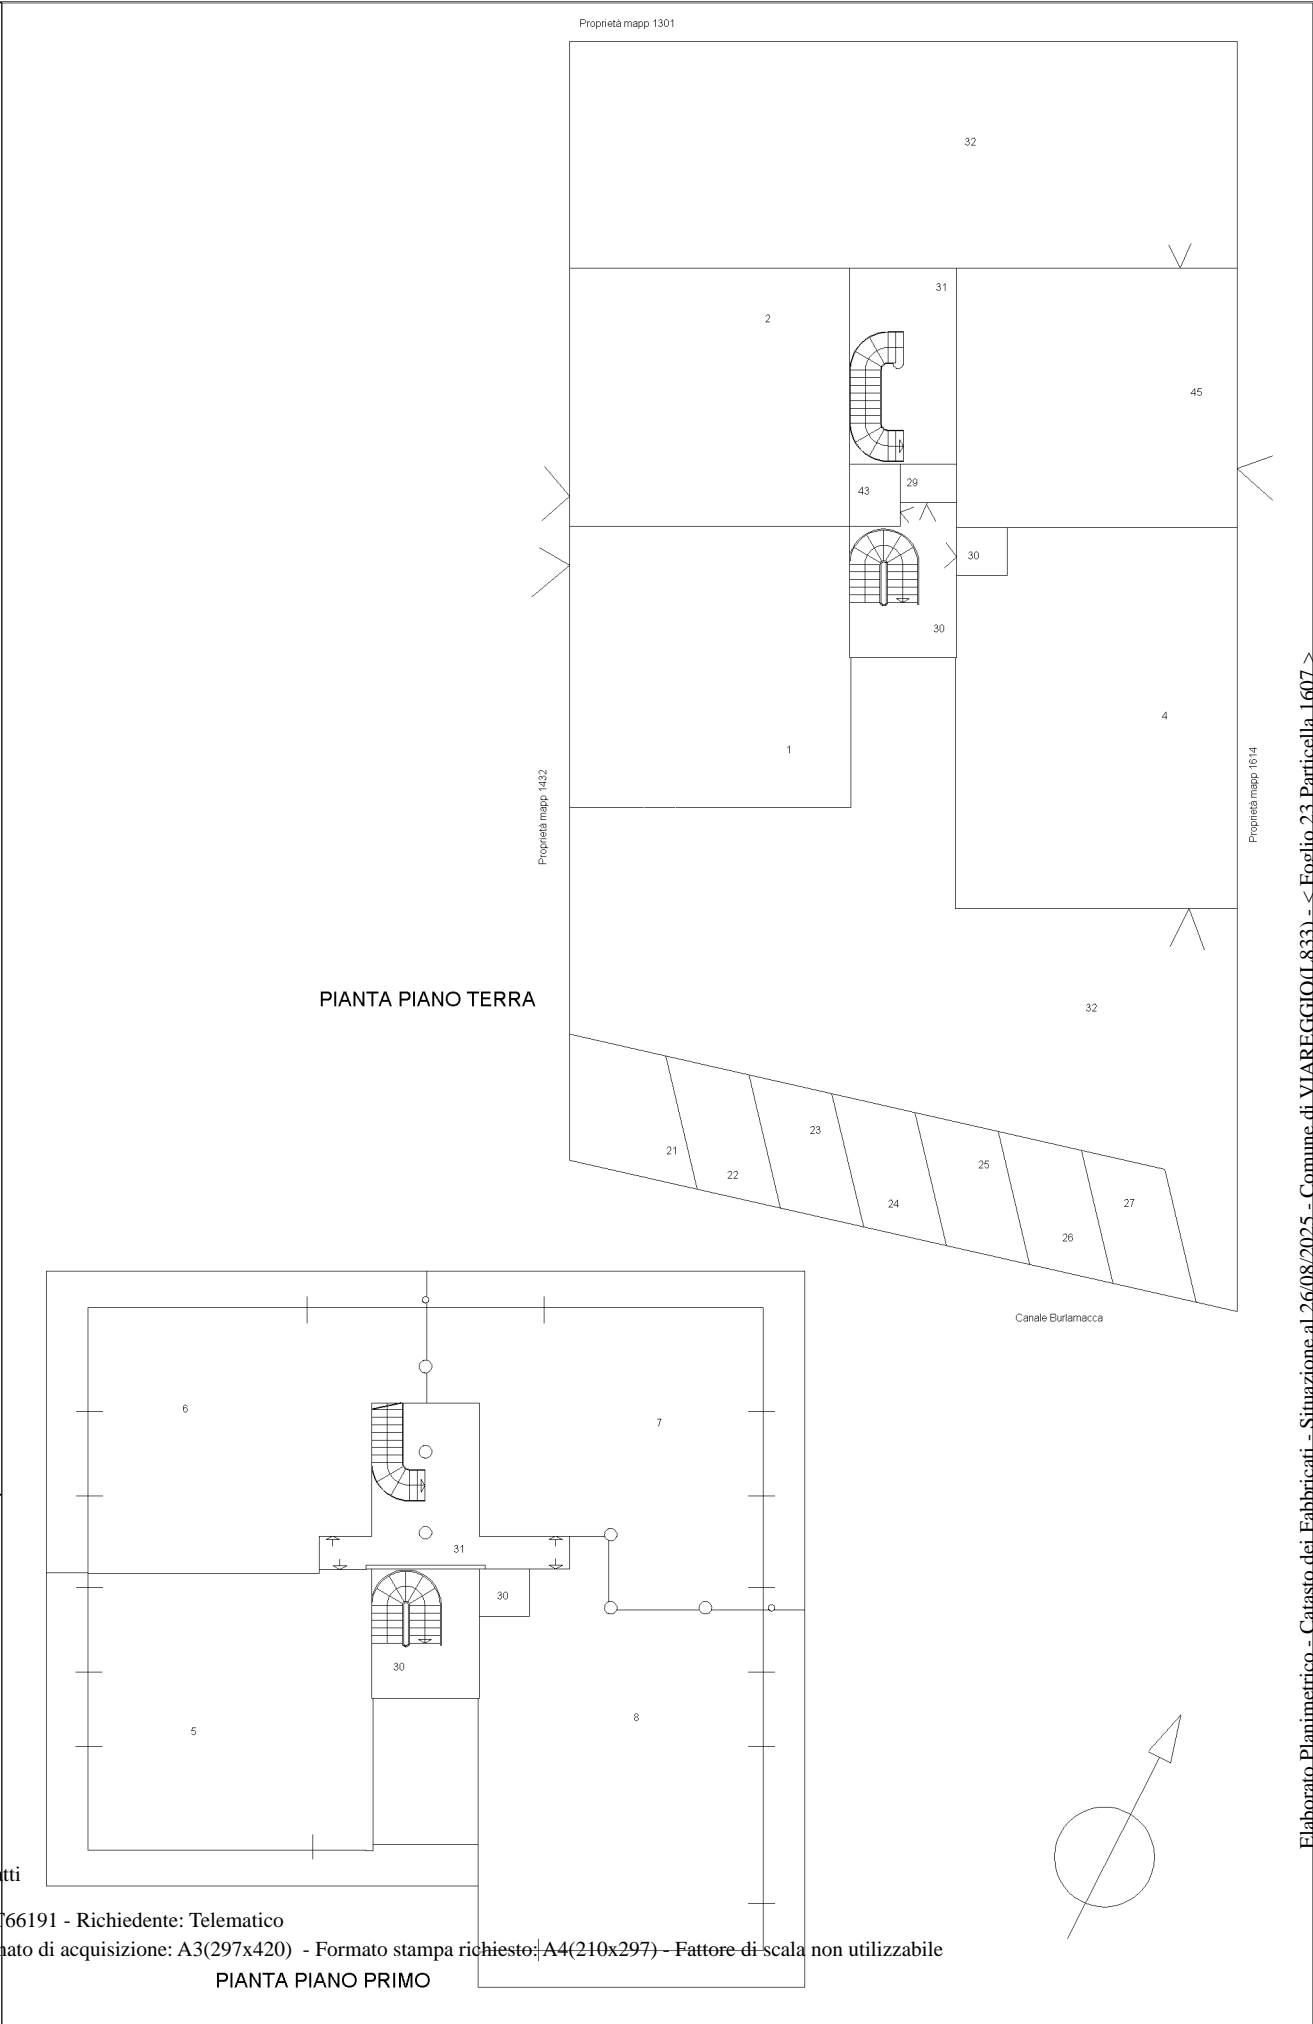 Proprietà mapp 1301
32
31
2
45
43
29
30
30
4
1
Proprietà mapp 1432
Proprietà mapp 1614
PIANTA PIANO TERRA
32
21
22
23
24
25
26
27
Canale Burlamacca
6
7
31
30
30
5
8
tti
T66191 - Richiedente: Telematico
nato di acquisizione: A3(297x420) - Formato stampa richiesto: A4(210x297) - Fattore di scala non utilizzabile
PIANTA PIANO PRIMO
Elaborato Planimetrico - Catasto dei Fabbricati - Situazione al 26/08/2025 - Comune di VIAREGGIO(L833) - < Foglio 23 Particella 1607 >